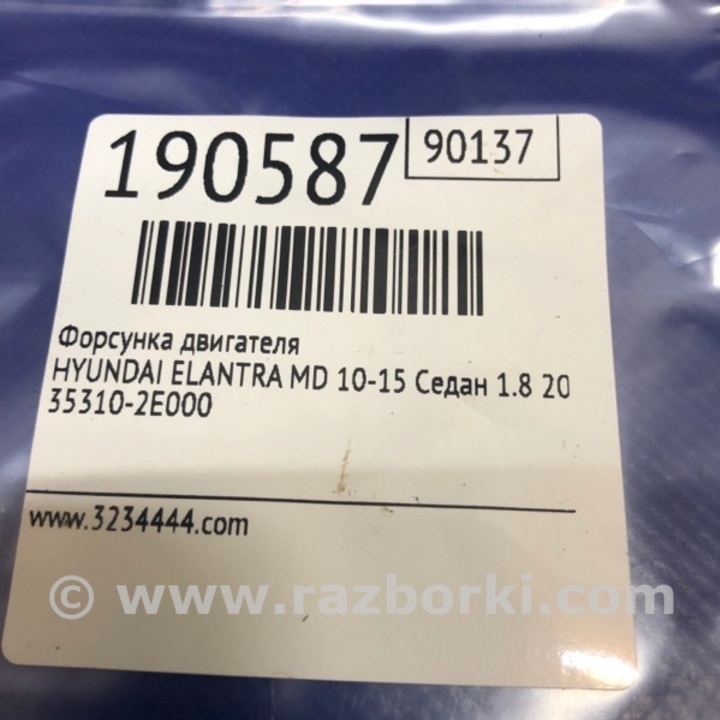 190587
90137
Форсунка двигателя
HYUNDAI ELANTRA MD 10-15 Седан 1.8 20
35310-2E000
www.3234444.com
© www.razborki.com